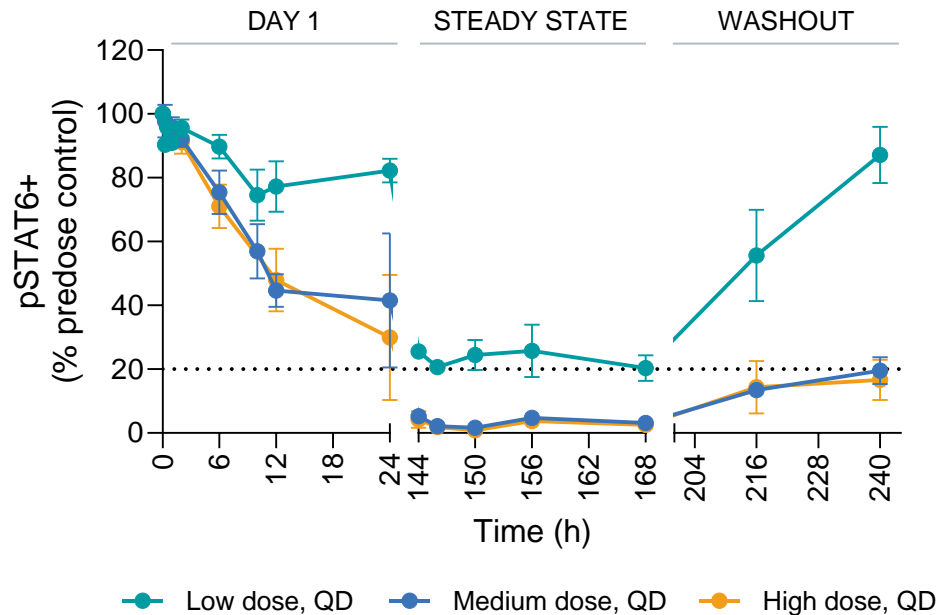 DAY 1 STEADY STATE WASHOUT
120
100
80
60
40
20
0
pSTAT6+
(% predose control)
0 6 12 18 24 144 150 156 162 168 204 216 228 240
Time (h)
Low dose, QD Medium dose, QD High dose, QD